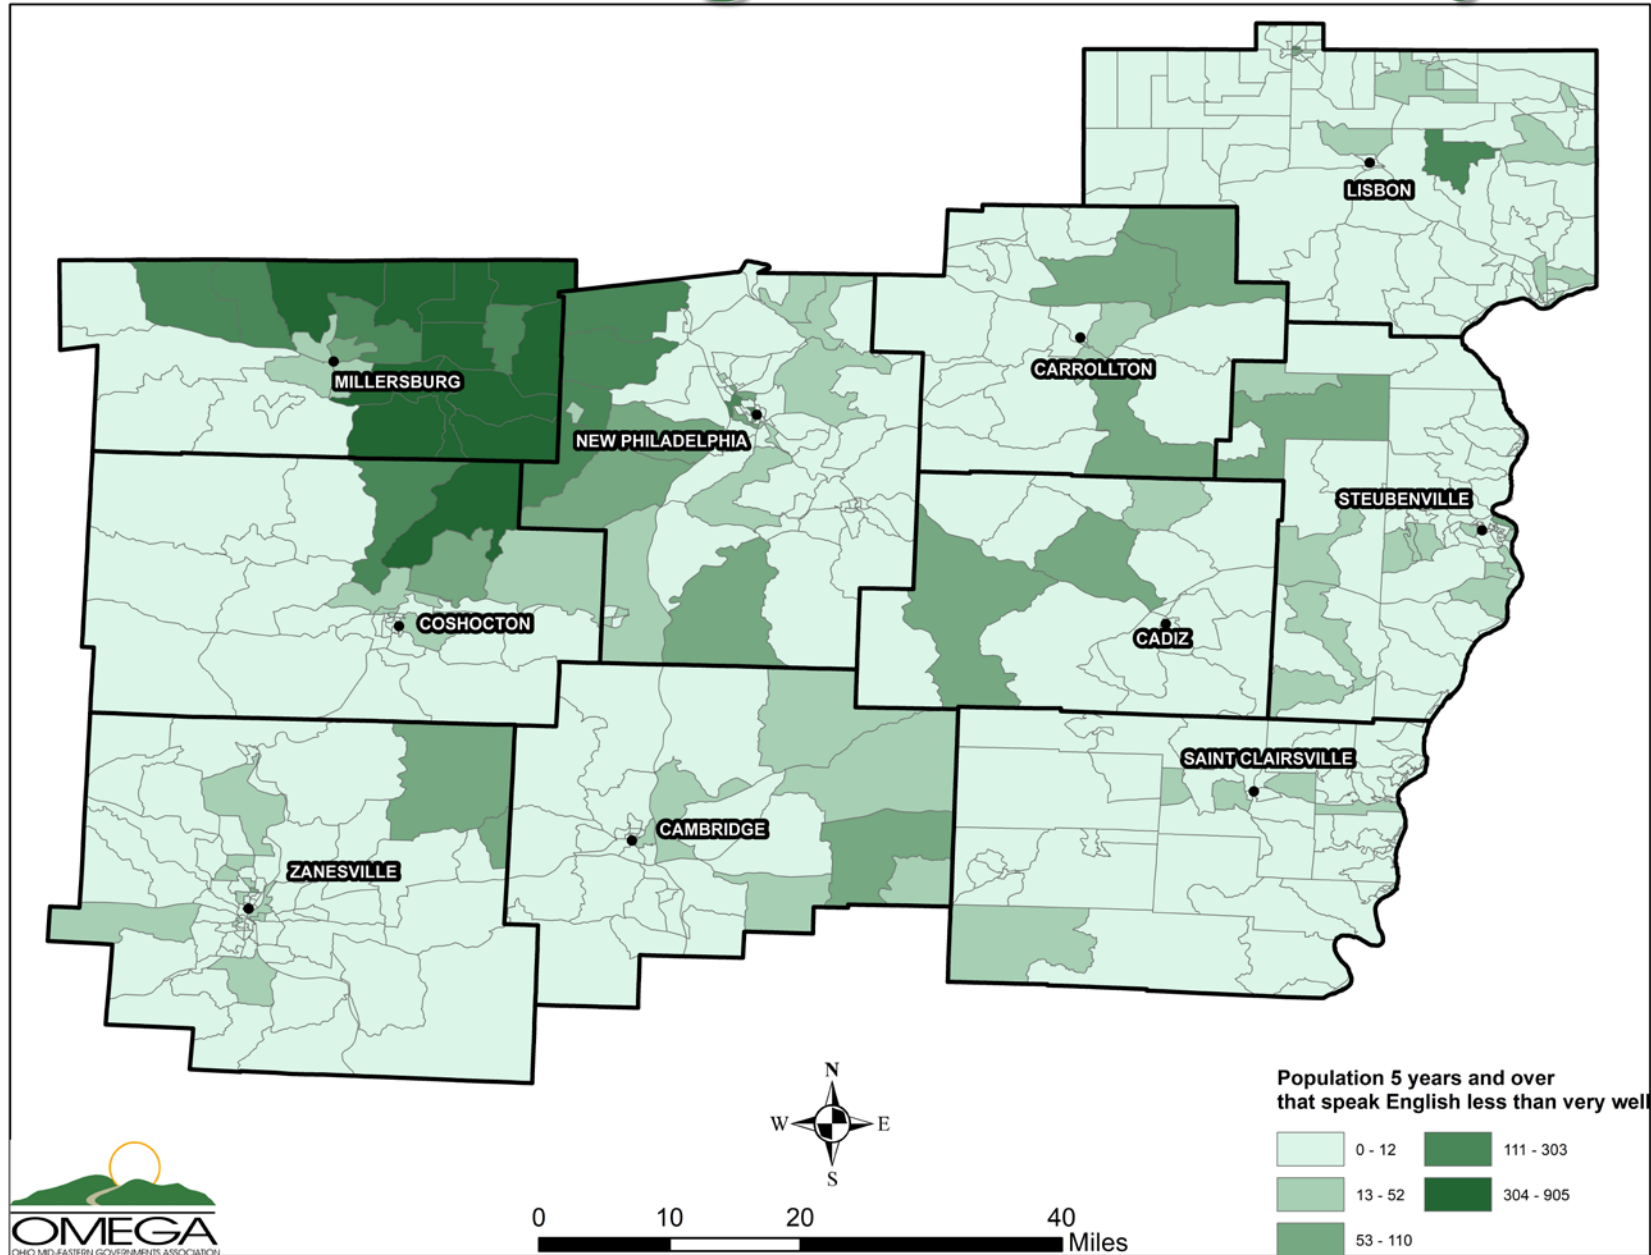 LISBON
MILLERSBURG
CARROLLTON
NEW PHILADELPHIA
STEUBENVILLE
COSHOCTON
CADIZ
SAINT CLAIRSVILLE
CAMBRIDGE
ZANESVILLE
N
W E
S
Population 5 years and over
that speak English less than very well
0 - 12
111 - 303
13 - 52
304 - 905
53 - 110
0 10 20 40
Miles
OMEGA
OHIO MID-EASTERN GOVERNMENTS ASSOCIATION